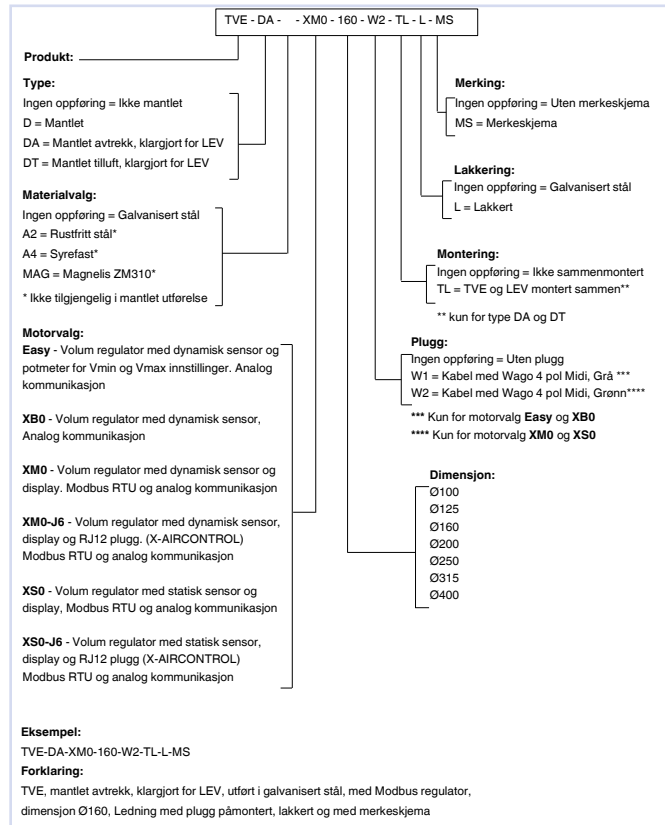 TVE - DA - - XM0 - 160 - W2 - TL - L - MS
Produkt:
Type:
Ingen oppføring = Ikke mantlet
D = Mantlet
DA = Mantlet avtrekk, klargjort for LEV
DT = Mantlet tilluft, klargjort for LEV
Materialvalg:
Ingen oppføring = Galvanisert stål
A2 = Rustfritt stål*
A4 = Syrefast*
MAG = Magnelis ZM310*
* Ikke tilgjengelig i mantlet utførelse
Motorvalg:
Easy - Volum regulator med dynamisk sensor og
potmeter for Vmin og Vmax innstillinger. Analog
kommunikasjon
XB0 - Volum regulator med dynamisk sensor,
Analog kommunikasjon
XM0 - Volum regulator med dynamisk sensor og
display. Modbus RTU og analog kommunikasjon
XM0-J6 - Volum regulator med dynamisk sensor,
display og RJ12 plugg. (X-AIRCONTROL)
Modbus RTU og analog kommunikasjon
XS0 - Volum regulator med statisk sensor og
display, Modbus RTU og analog kommunikasjon
XS0-J6 - Volum regulator med statisk sensor,
display og RJ12 plugg (X-AIRCONTROL)
Modbus RTU og analog kommunikasjon
Merking:
Ingen oppføring = Uten merkeskjema
MS = Merkeskjema
Lakkering:
Ingen oppføring = Galvanisert stål
L = Lakkert
Montering:
Ingen oppføring = Ikke sammenmontert
TL = TVE og LEV montert sammen**
** kun for type DA og DT
Plugg:
Ingen oppføring = Uten plugg
W1 = Kabel med Wago 4 pol Midi, Grå ***
W2 = Kabel med Wago 4 pol Midi, Grønn****
*** Kun for motorvalg Easy og XB0
**** Kun for motorvalg XM0 og XS0
Dimensjon:
Ø100
Ø125
Ø160
Ø200
Ø250
Ø315
Ø400
Eksempel:
TVE-DA-XM0-160-W2-TL-L-MS
Forklaring:
TVE, mantlet avtrekk, klargjort for LEV, utført i galvanisert stål, med Modbus regulator,
dimensjon Ø160, Ledning med plugg påmontert, lakkert og med merkeskjema